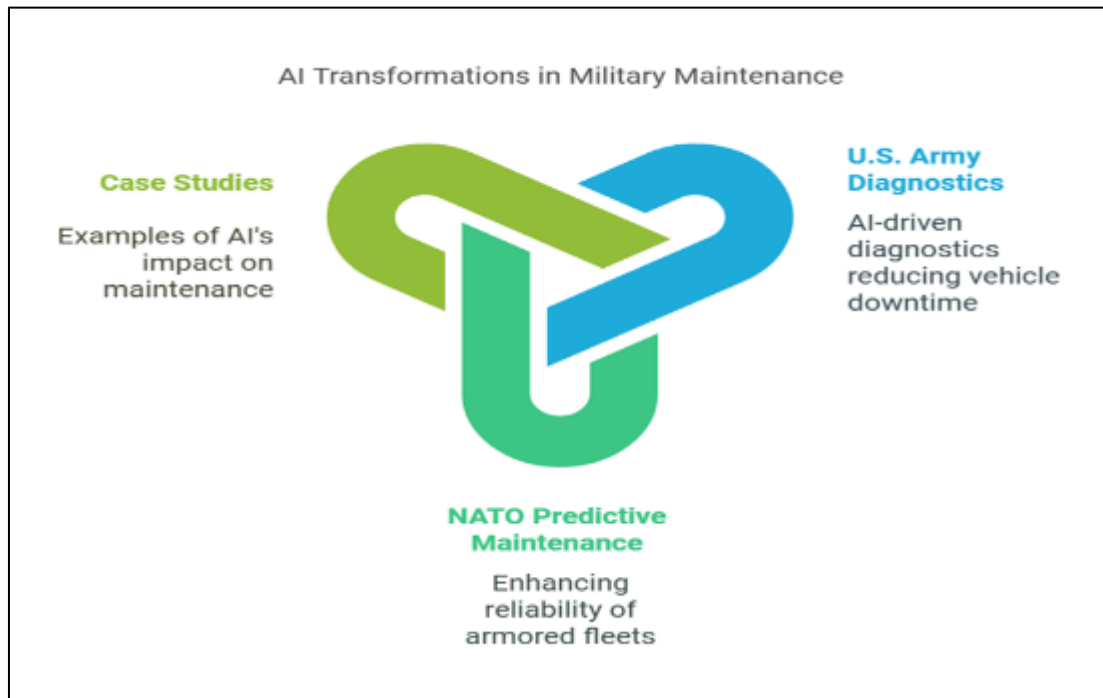 AI Transformations in Military Maintenance
Case Studies
Examples of AI's
impact on
maintenance
U.S. Army
Diagnostics
AI-driven
diagnostics
reducing vehicle
downtime
NATO Predictive
Maintenance
Enhancing
reliability of
armored fleets